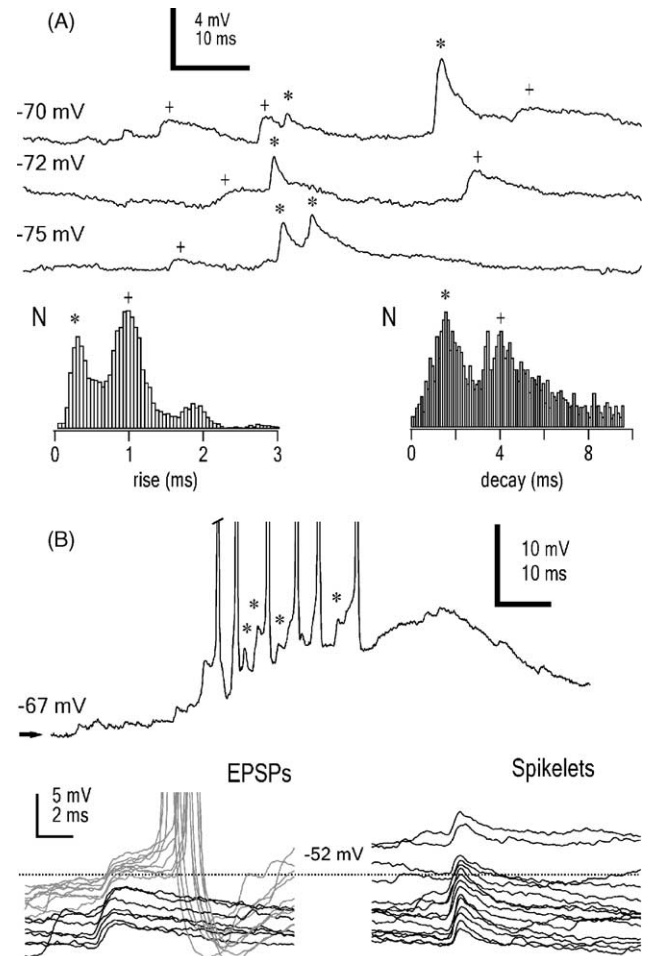 (A)
4 mV
10 ms
*
-70 mV
+
+
*
+
-72 mV
+
*
+
-75 mV
+
*
*
N
*
+
N
*
+
0 1 2 3
0 4 8
rise (ms)
decay (ms)
(B)
10 mV
10 ms
*
*
*
*
-67 mV
EPSPs
Spikelets
5 mV
2 ms
-52 mV